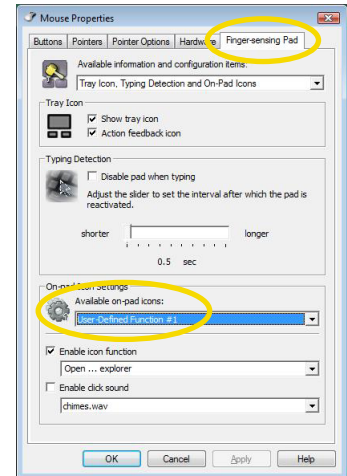 Mouse Properties
Buttons Pointers Pointer Options Hardware Finger-sensing Pad
Available information and configuration items.
Tray Icon, Typing Detection and On-Pad Icons
Tray Icon
Show tray icon
Action feedback icon
Typing Detection
Disable pad when typing
Adjust the slider to set the interval after which the pad is
reactivated.
shorter longer
0.5 sec
On-pad Icon Settings
Available on-pad icons:
User-Defined Function #1
Enable icon function
Open ... explorer
Enable click sound
chimes.wav
OK Cancel Apply Help